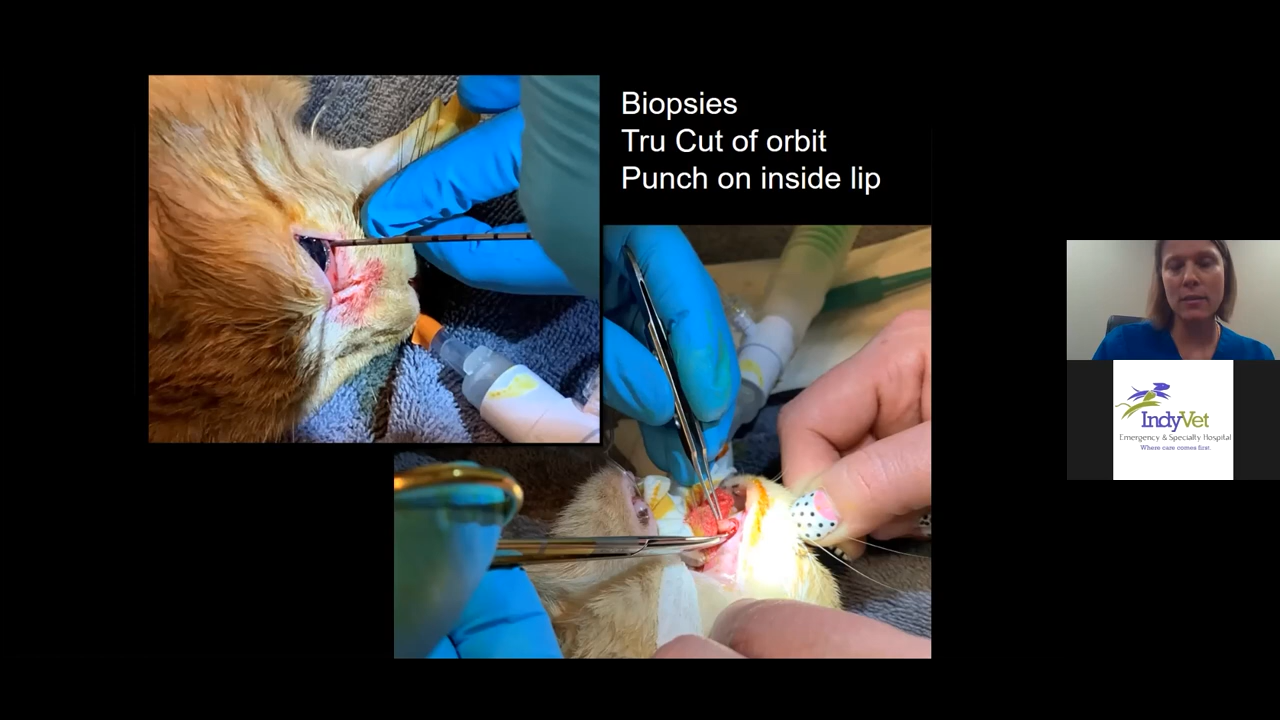 Biopsies
Tru Cut of orbit
Punch on inside lip
IndyVet
Emergency & Specialty Hospital
Where care comes first.